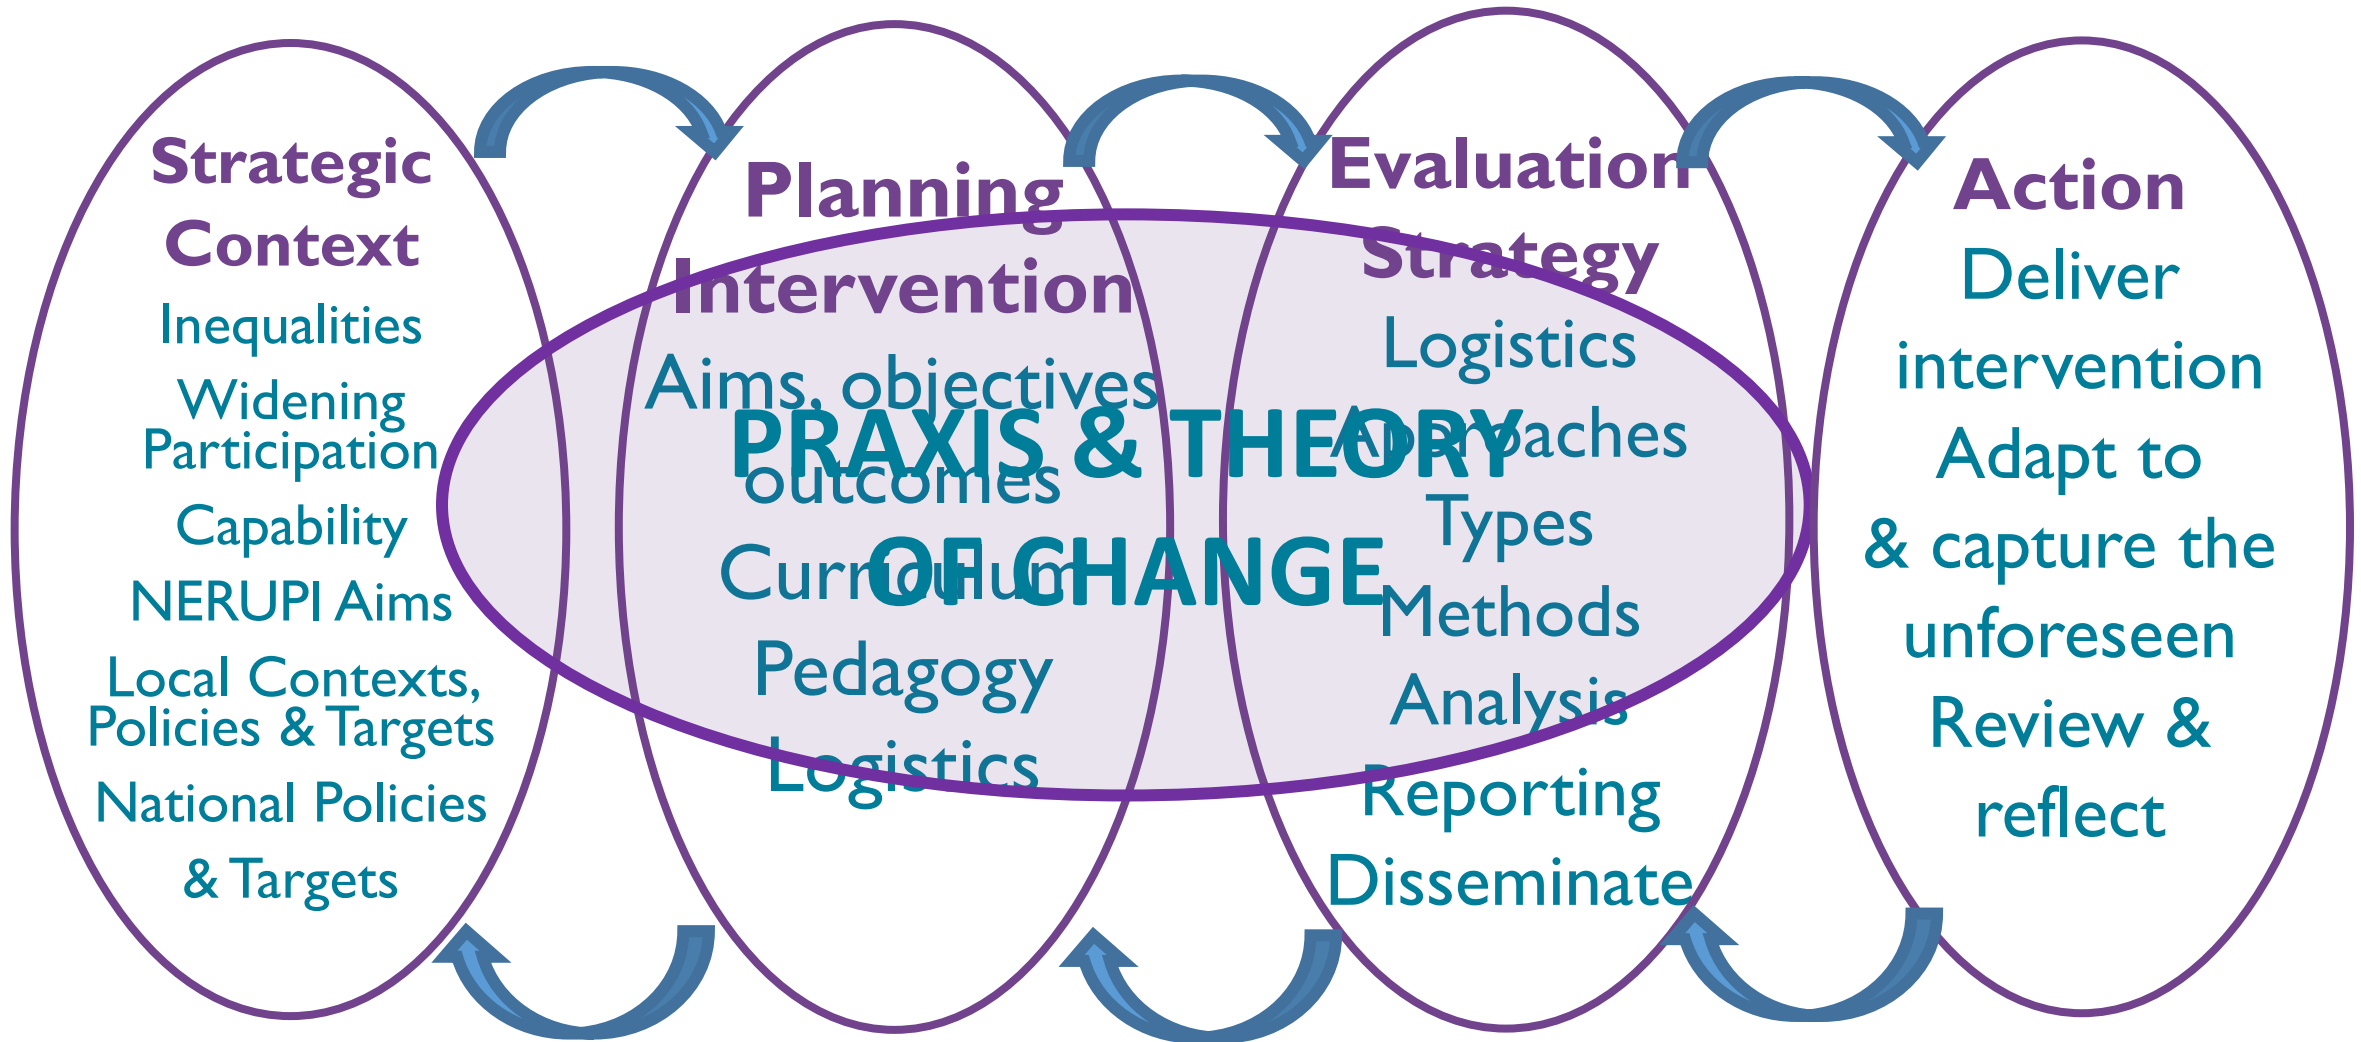 Strategic
Context
Inequalities
Widening
Participation
Capability
NERUPI Aims
Local Contexts,
Policies & Targets
National Policies
& Targets
Planning
Intervention
Aims, objectives
outcomes
Curriculum
Pedagogy
Logistics
PRAXIS & THEORY
OF CHANGE
Evaluation
Strategy
Logistics
Approaches
Types
Methods
Analysis
Reporting
Disseminate
Action
Deliver
intervention
Adapt to
& capture the
unforeseen
Review &
reflect